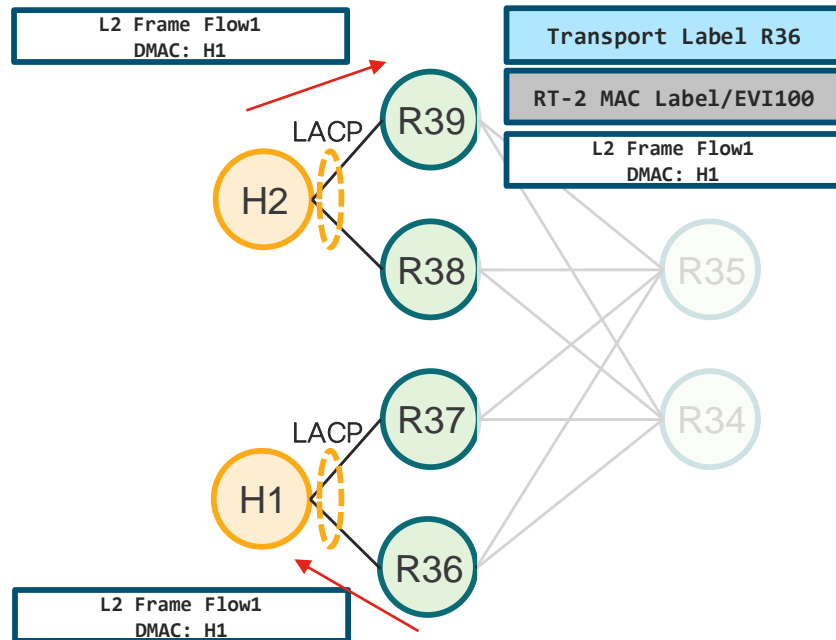 L2 Frame Flow1
DMAC: H1
Transport Label R36
RT-2 MAC Label/EVI100
L2 Frame Flow1
DMAC: H1
LACP
R39
H2
R38
R35
LACP
R37
R34
H1
R36
L2 Frame Flow1
DMAC: H1